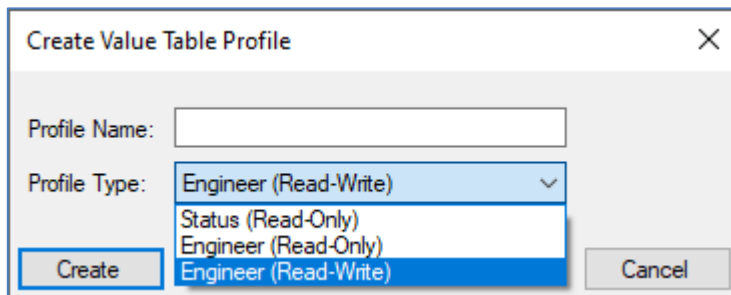 Create Value Table Profile
Profile Name:
Profile Type: Engineer (Read-Write)
Status (Read-Only)
Engineer (Read-Only)
Create Engineer (Read-Write) Cancel